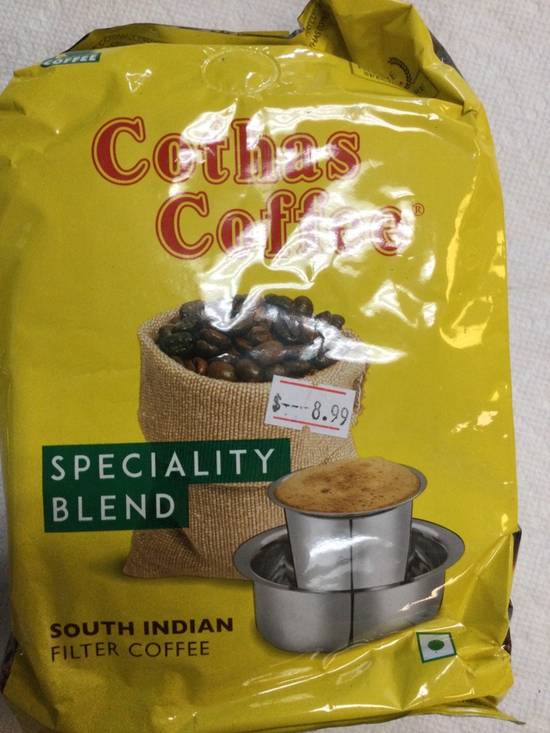 COFFEE
Cothas
Coffee®
$---8.99
SPECIALITY
BLEND
SOUTH INDIAN
FILTER COFFEE